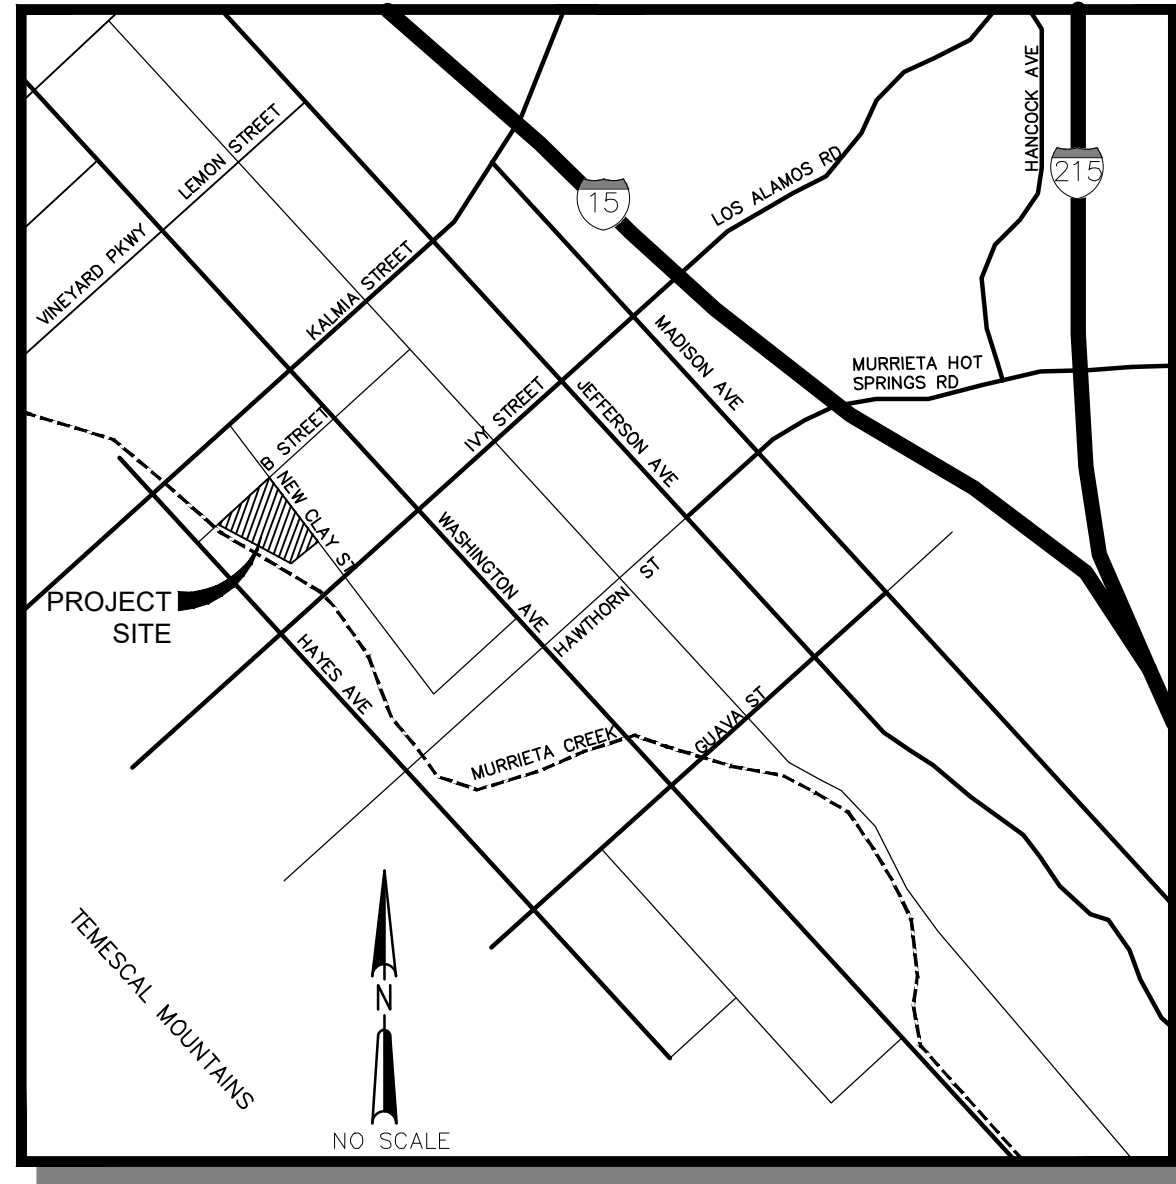 HANCOCK AVE
LEMON STREET
LOS ALAMOS RD
215
15
VINEYARD PKWY
KALMIA STREET
MADISON AVE
MURRIETA HOT
SPRINGS RD
IVY STREET
JEFFERSON AVE
B STREET
NEW CLAY ST
WASHINGTON AVE
HAWTHORN ST
PROJECT
SITE
HAYES AVE
GUAVA ST
MURRIETA CREEK
TEMESCAL MOUNTAINS
N
NO SCALE